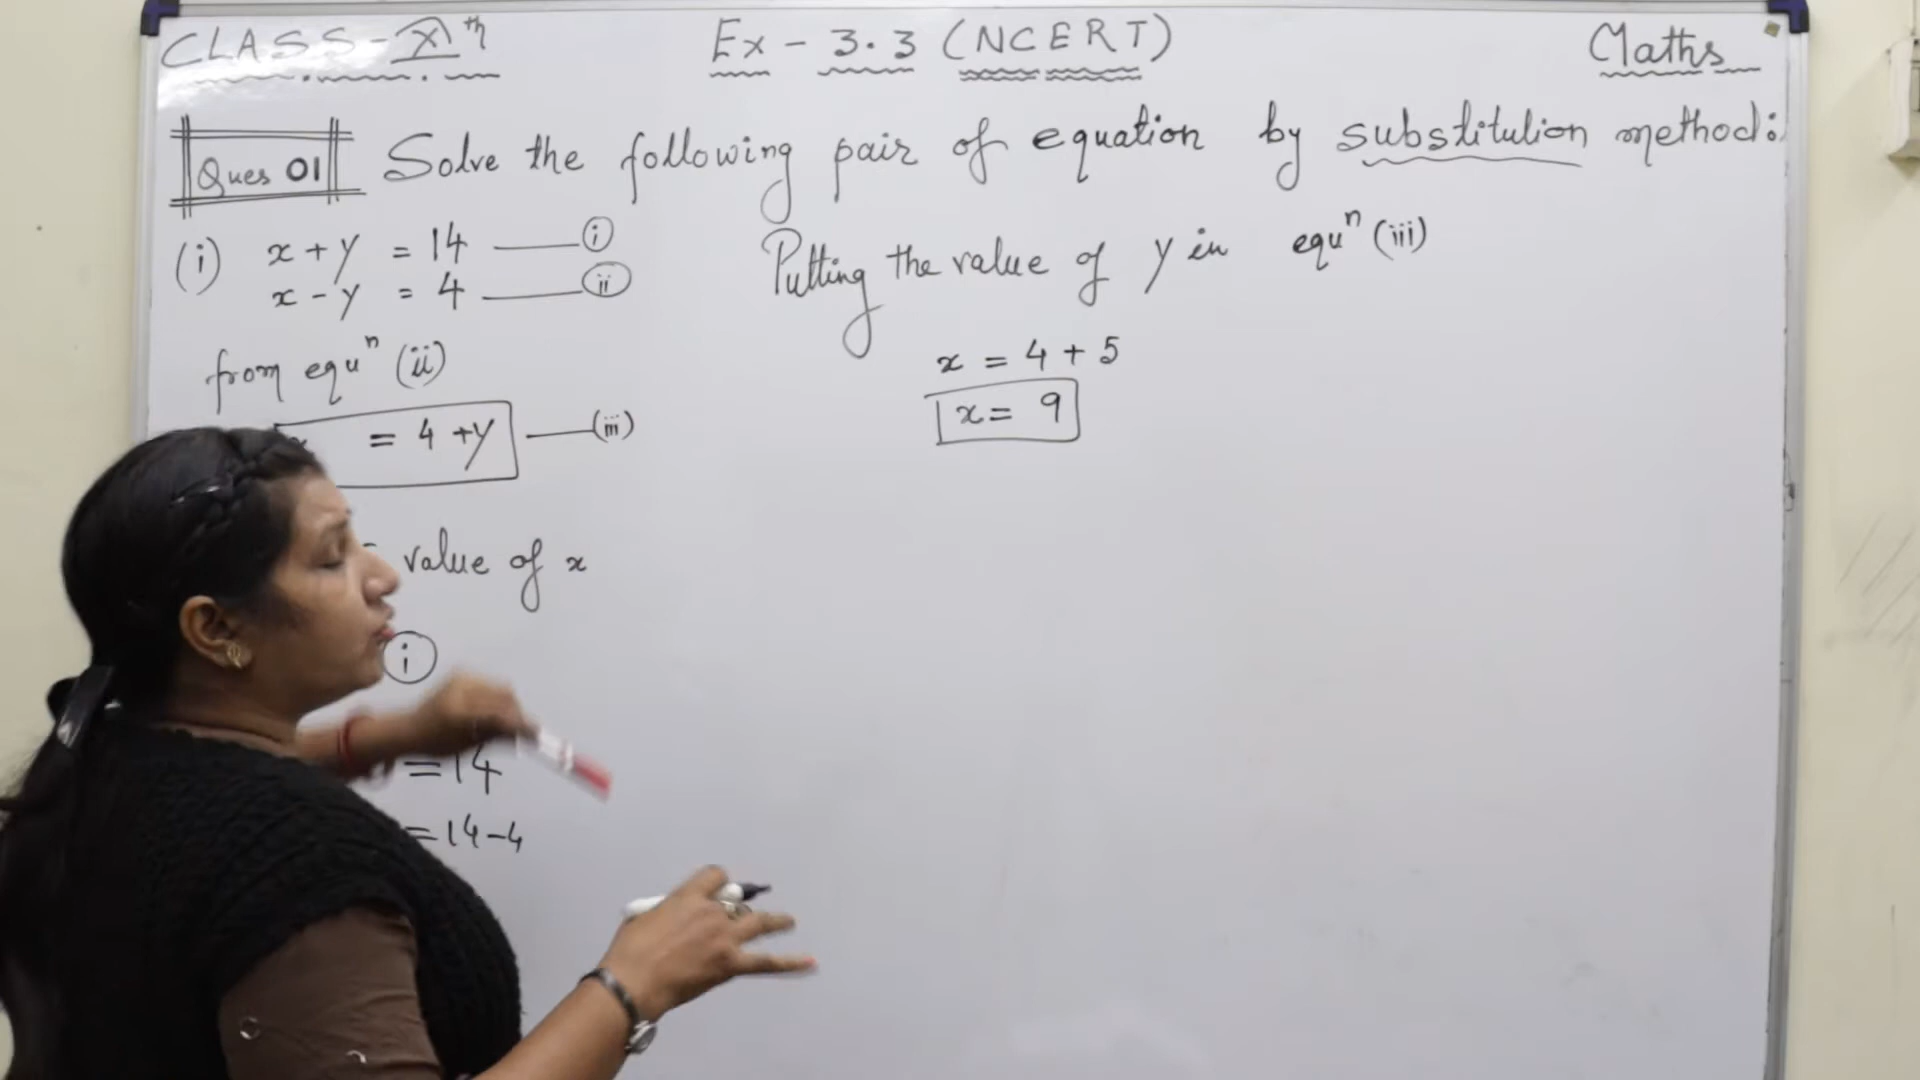 CLASS - Xth
Ex - 3.3 (NCERT)
Maths
Ques 01
Solve the following pair of equation by substitution method:
(i) x + y = 14 (i)
x - y = 4 (ii)
from equⁿ (ii)
= 4 + y (iii)
value of x
(i)
= 14
= 14 - 4
Putting the value of y in equⁿ (iii)
x = 4 + 5
x = 9